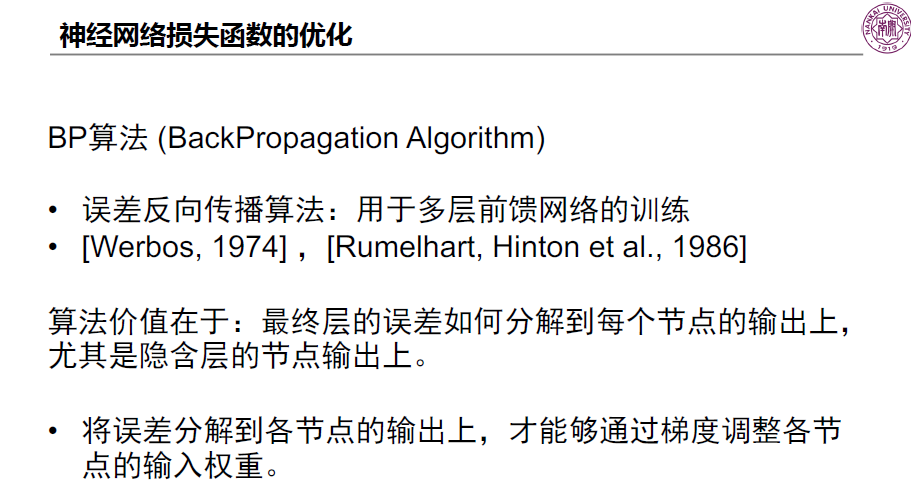 神经网络损失函数的优化
NANKAI UNIVERSITY
1919
BP算法 (BackPropagation Algorithm)
• 误差反向传播算法：用于多层前馈网络的训练
• [Werbos, 1974] ，[Rumelhart, Hinton et al., 1986]
算法价值在于：最终层的误差如何分解到每个节点的输出上，
尤其是隐含层的节点输出上。
• 将误差分解到各节点的输出上，才能够通过梯度调整各节
点的输入权重。